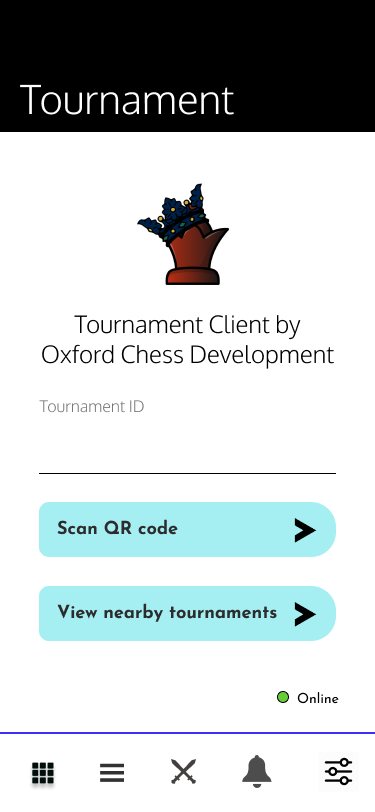 Tournament
Tournament Client by
Oxford Chess Development
Tournament ID
Scan QR code
View nearby tournaments
Online